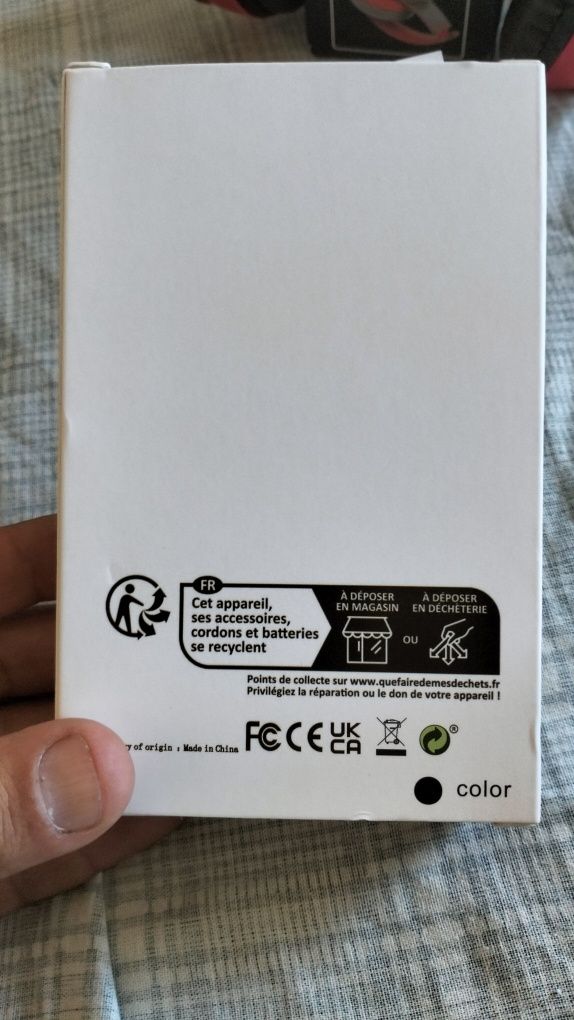 FR
Cet appareil,
ses accessoires,
cordons et batteries
se recyclent
À DÉPOSER
EN MAGASIN
OU
À DÉPOSER
EN DÉCHÈTERIE
Points de collecte sur www.quefairedemesdechets.fr
Privilégiez la réparation ou le don de votre appareil !
of origin : Made in China
FC CE UK
CA
®
color